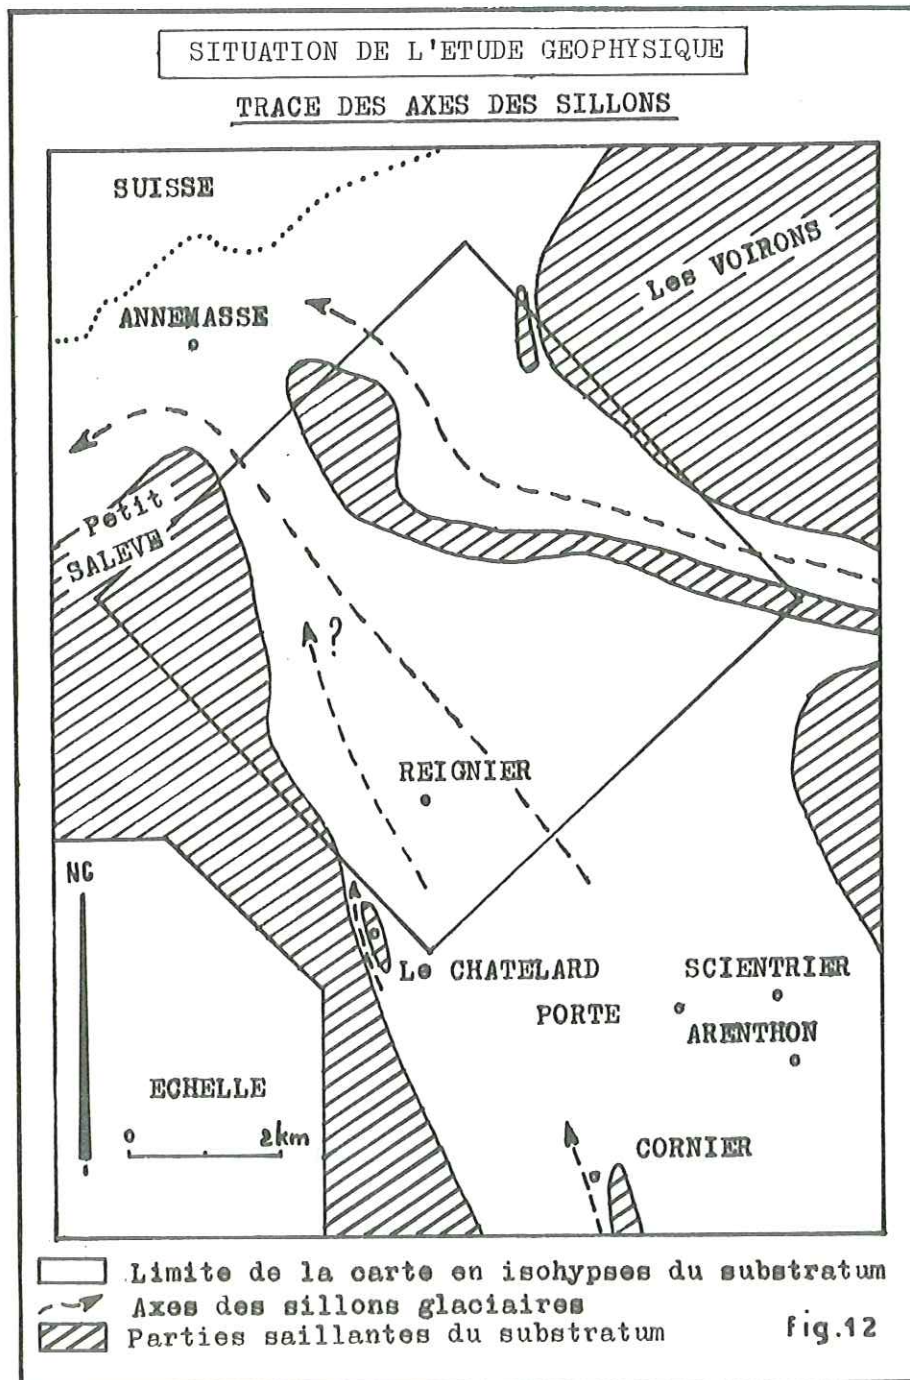 SITUATION DE L'ETUDE GEOPHYSIQUE
TRACE DES AXES DES SILLONS
SUISSE
Les VOIRONS
ANNEMASSE
Petit
SALEVE
?
REIGNIER
NG
Le CHATELARD
SCIENTRIER
PORTE
ARENTHON
ECHELLE
0 2km
CORNIER
Limite de la carte en isohypses du substratum
Axes des sillons glaciaires
Parties saillantes du substratum
fig.12